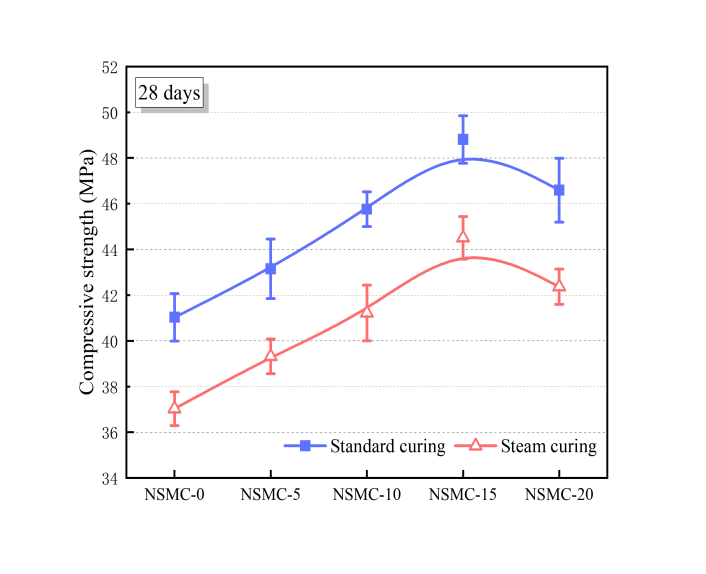 52
50
48
46
44
42
40
38
36
34
Compressive strength (MPa)
28 days
Standard curing
Steam curing
NSMC-0 NSMC-5 NSMC-10 NSMC-15 NSMC-20